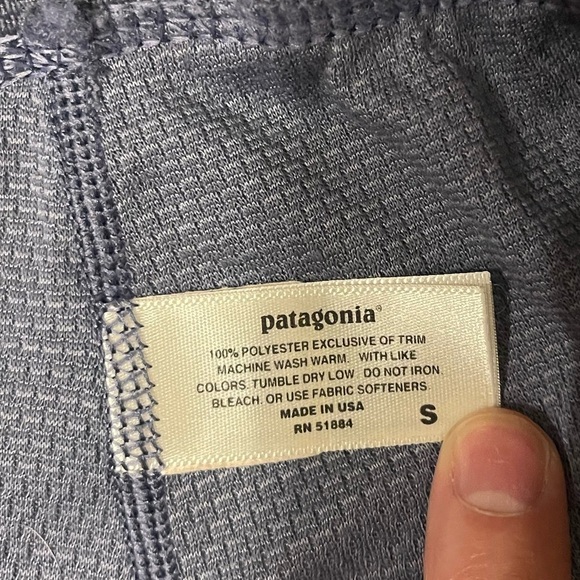 patagonia®
100% POLYESTER EXCLUSIVE OF TRIM
MACHINE WASH WARM. WITH LIKE
COLORS. TUMBLE DRY LOW. DO NOT IRON
BLEACH. OR USE FABRIC SOFTENERS
MADE IN USA
RN 51884
S